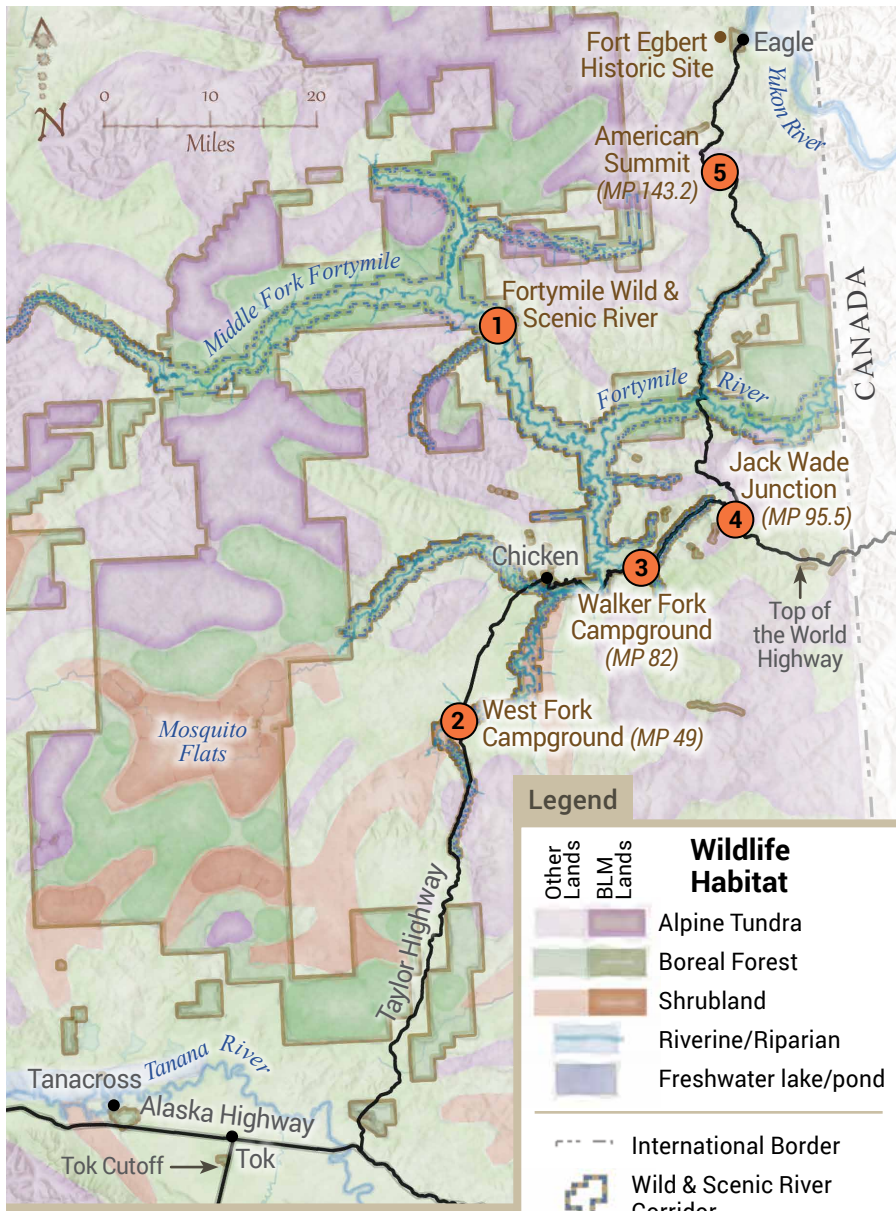 Fort Egbert
Historic Site
Eagle
Yukon River
N
0 10 20
Miles
American
Summit
(MP 143.2)
5
Middle Fork Fortymile
Fortymile Wild &
Scenic River
1
CANADA
Fortymile River
Jack Wade
Junction
(MP 95.5)
4
Chicken
3
Walker Fork
Campground
(MP 82)
Top of
the World
Highway
Mosquito
Flats
2
West Fork
Campground (MP 49)
Taylor Highway
Tanana River
Tanacross
Alaska Highway
Tok Cutoff
Tok
Legend
Other
Lands
BLM
Lands
Wildlife
Habitat
Alpine Tundra
Boreal Forest
Shrubland
Riverine/Riparian
Freshwater lake/pond
International Border
Wild & Scenic River
Corridor